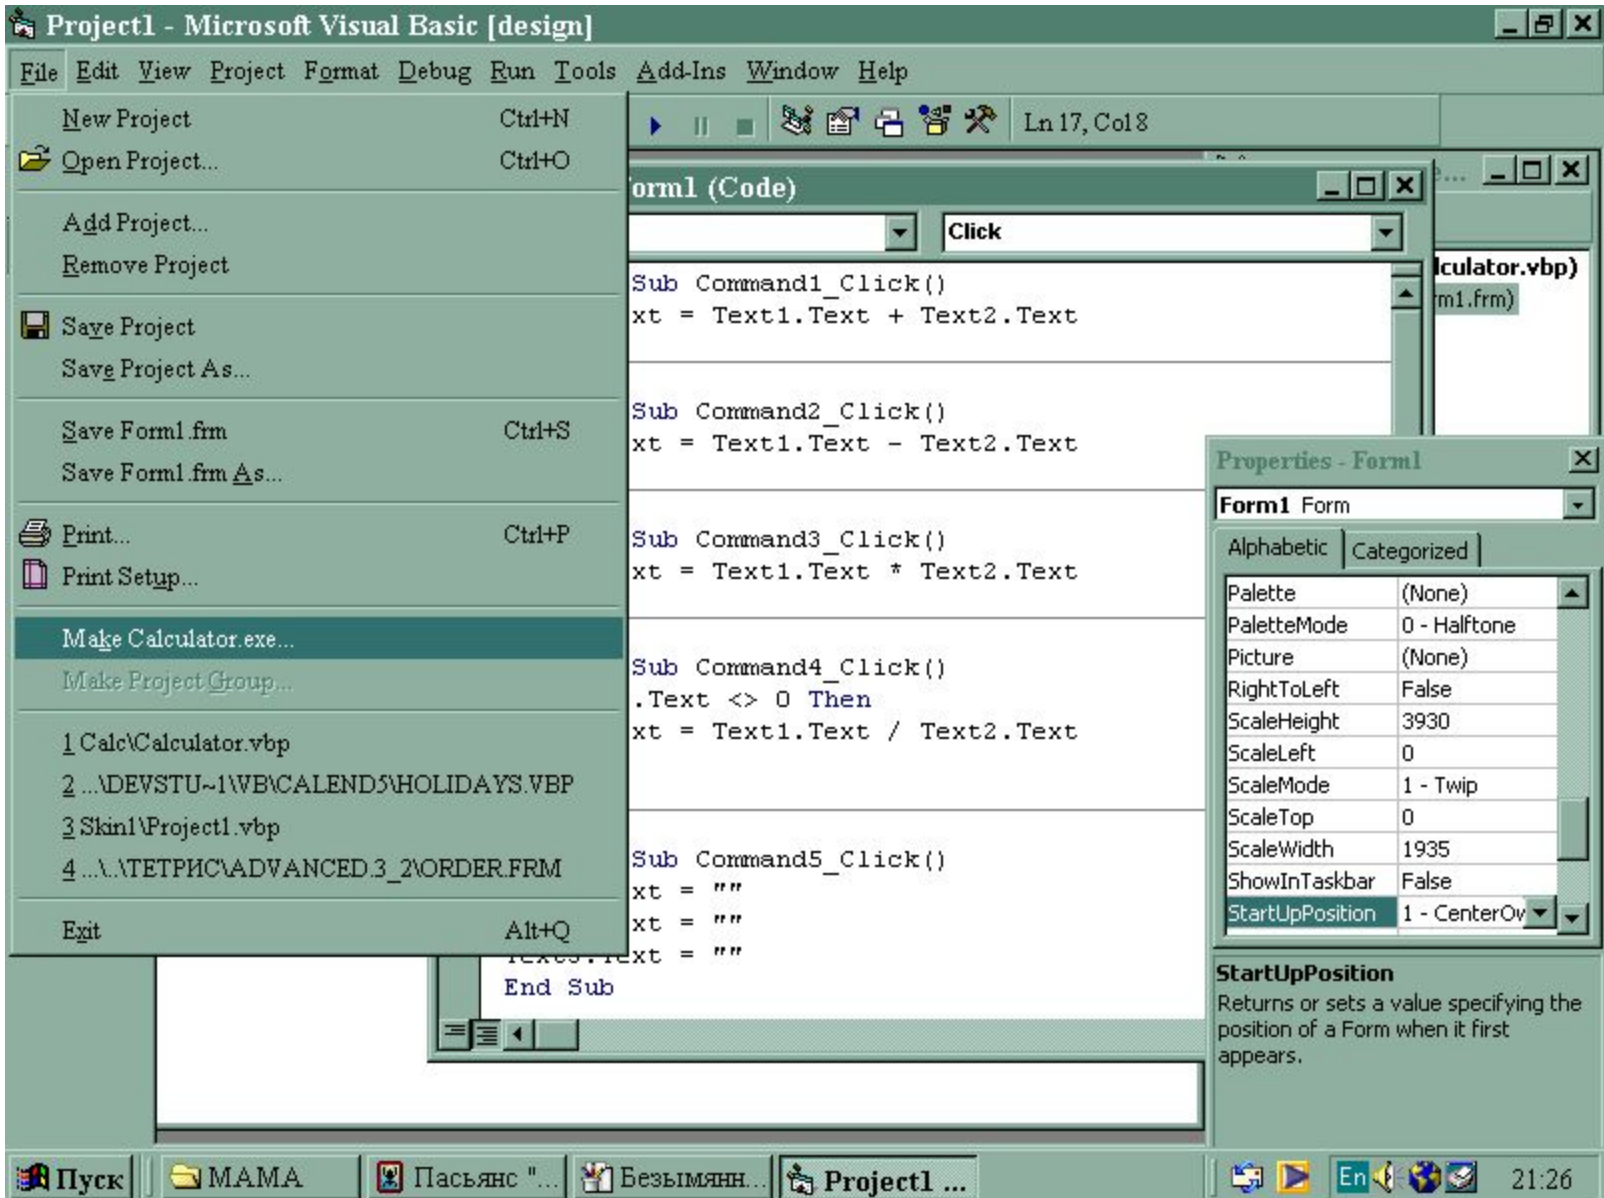 Project1 - Microsoft Visual Basic [design]
File Edit View Project Format Debug Run Tools Add-Ins Window Help
New Project Ctrl+N
Open Project... Ctrl+O
Add Project...
Remove Project
Save Project
Save Project As...
Save Form1.frm Ctrl+S
Save Form1.frm As...
Print... Ctrl+P
Print Setup...
Make Calculator.exe...
Make Project Group...
1 Calc\Calculator.vbp
2 ...\DEVSTU~1\VB\CALEND5\HOLIDAYS.VBP
3 Skin1\Project1.vbp
4 ...\..\ТЕТРИС\ADVANCED.3_2\ORDER.FRM
Exit Alt+Q
Ln 17, Col 8
orm1 (Code)
Click
Sub Command1_Click()
xt = Text1.Text + Text2.Text
Sub Command2_Click()
xt = Text1.Text - Text2.Text
Sub Command3_Click()
xt = Text1.Text * Text2.Text
Sub Command4_Click()
.Text <> 0 Then
xt = Text1.Text / Text2.Text
Sub Command5_Click()
xt = ""
xt = ""
Text3.Text = ""
End Sub
lculator.vbp)
rm1.frm)
Properties - Form1
Form1 Form
Alphabetic Categorized
Palette (None)
PaletteMode 0 - Halftone
Picture (None)
RightToLeft False
ScaleHeight 3930
ScaleLeft 0
ScaleMode 1 - Twip
ScaleTop 0
ScaleWidth 1935
ShowInTaskbar False
StartUpPosition 1 - CenterOw
StartUpPosition
Returns or sets a value specifying the
position of a Form when it first
appears.
Пуск МАМА Пасьянс "... Безымянн... Project1 ... En 21:26